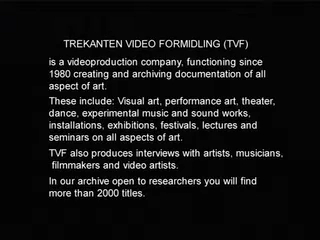 TREKANTEN VIDEO FORMIDLING (TVF)
is a videoproduction company, functioning since
1980 creating and archiving documentation of all
aspect of art.
These include: Visual art, performance art, theater,
dance, experimental music and sound works,
installations, exhibitions, festivals, lectures and
seminars on all aspects of art.
TVF also produces interviews with artists, musicians,
filmmakers and video artists.
In our archive open to researchers you will find
more than 2000 titles.